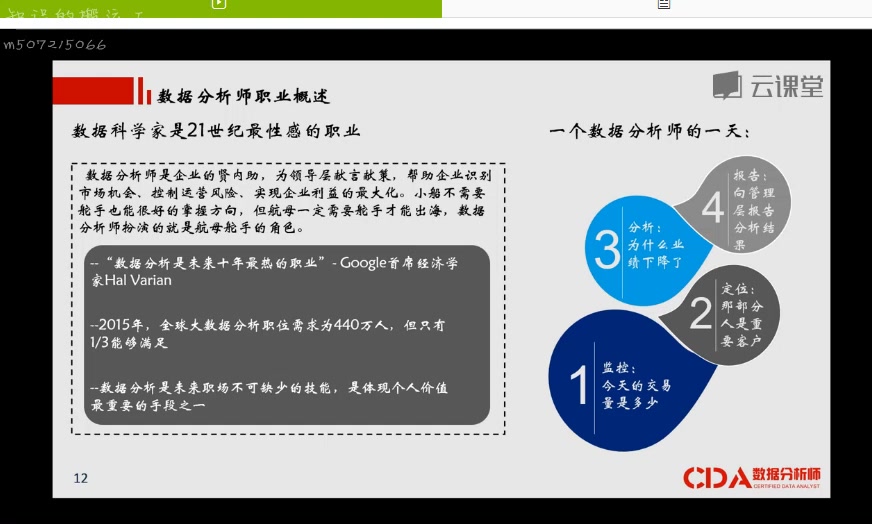 知识的搬运工
m507215066
数据分析师职业概述
云课堂
数据科学家是21世纪最性感的职业
一个数据分析师的一天：
数据分析师是企业的贤内助，为领导层献言献策，帮助企业识别
市场机会、控制运营风险、实现企业利益的最大化。小船不需要
舵手也能很好的掌握方向，但航母一定需要舵手才能出海，数据
分析师扮演的就是航母舵手的角色。
--“数据分析是未来十年最热的职业”- Google首席经济学
家Hal Varian
--2015年，全球大数据分析职位需求为440万人，但只有
1/3能够满足
--数据分析是未来职场不可缺少的技能，是体现个人价值
最重要的手段之一
4
报告：
向管理
层报告
分析结
果
3
分析：
为什么业
绩下降了
2
定位：
那部分
人是重
要客户
1
监控：
今天的交易
量是多少
12
CDA数据分析师
CERTIFIED DATA ANALYST